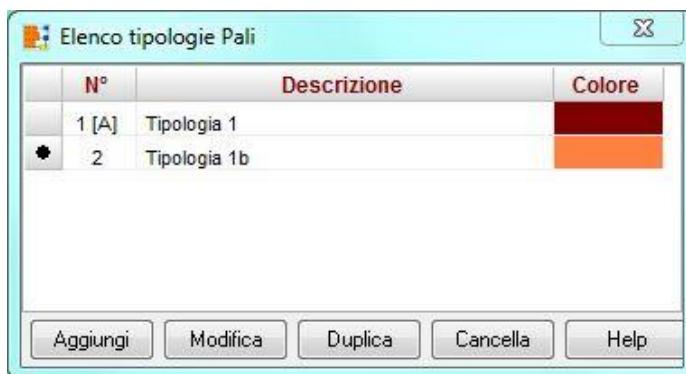 Elenco tipologie Pali
N° Descrizione Colore
1 [A] Tipologia 1
2 Tipologia 1b
Aggiungi Modifica Duplica Cancella Help